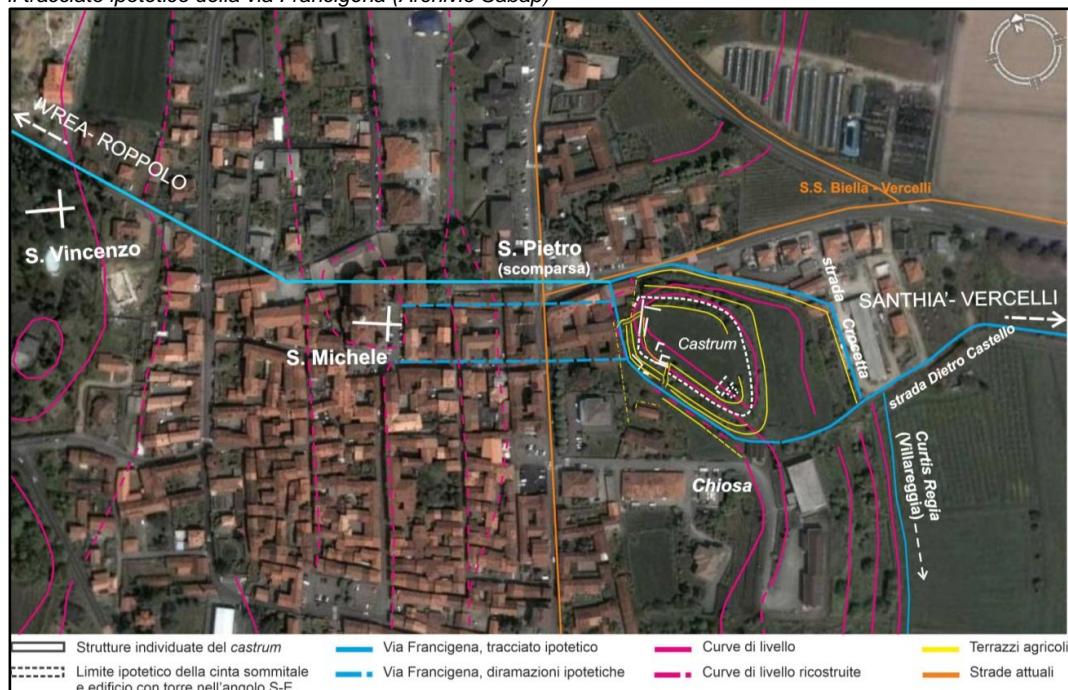 il tracciato ipotetico della via Francigena (Archivio Sabap)
N
IVREA- ROPPOLO
S. Vincenzo
S. Pietro
(scomparsa)
S. Michele
Castrum
S.S. Biella - Vercelli
strada Crocetta
SANTHIA'- VERCELLI
strada Dietro Castello
Chiosa
Curtis Regia
(Villareggia)
Strutture individuate del castrum
Limite ipotetico della cinta sommitale
e edificio con torre nell'angolo S-E
Via Francigena, tracciato ipotetico
Via Francigena, diramazioni ipotetiche
Curve di livello
Curve di livello ricostruite
Terrazzi agricoli
Strade attuali